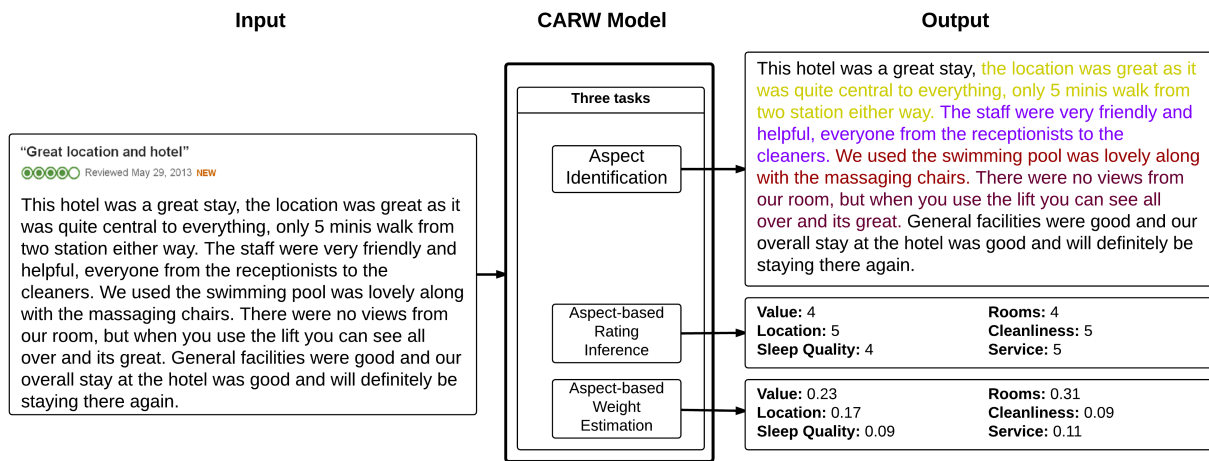 Input
CARW Model
Output
“Great location and hotel”
Reviewed May 29, 2013 NEW
This hotel was a great stay, the location was great as it
was quite central to everything, only 5 minis walk from
two station either way. The staff were very friendly and
helpful, everyone from the receptionists to the
cleaners. We used the swimming pool was lovely along
with the massaging chairs. There were no views from
our room, but when you use the lift you can see all
over and its great. General facilities were good and our
overall stay at the hotel was good and will definitely be
staying there again.
Three tasks
Aspect
Identification
Aspect-based
Rating
Inference
Aspect-based
Weight
Estimation
This hotel was a great stay, the location was great as it
was quite central to everything, only 5 minis walk from
two station either way. The staff were very friendly and
helpful, everyone from the receptionists to the
cleaners. We used the swimming pool was lovely along
with the massaging chairs. There were no views from
our room, but when you use the lift you can see all
over and its great. General facilities were good and our
overall stay at the hotel was good and will definitely be
staying there again.
Value: 4 Rooms: 4
Location: 5 Cleanliness: 5
Sleep Quality: 4 Service: 5
Value: 0.23 Rooms: 0.31
Location: 0.17 Cleanliness: 0.09
Sleep Quality: 0.09 Service: 0.11